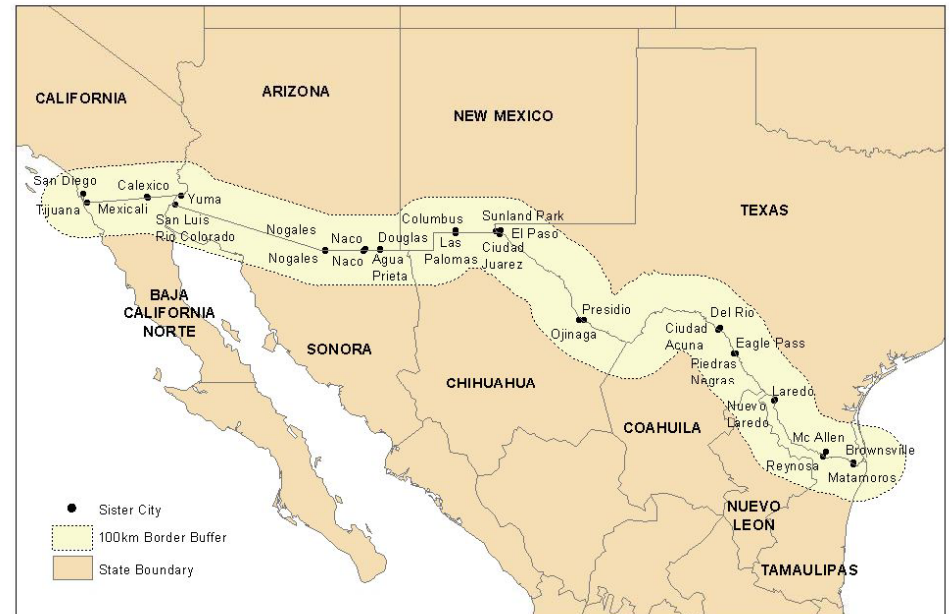 CALIFORNIA
ARIZONA
NEW MEXICO
TEXAS
San Diego
Tijuana
Calexico
Mexicali
Yuma
San Luis
Rio Colorado
Nogales
Nogales
Naco
Naco
Douglas
Agua
Prieta
Columbus
Las
Palomas
Sunland Park
El Paso
Ciudad
Juarez
Presidio
Ojinaga
Del Rio
Ciudad
Acuna
Eagle Pass
Piedras
Negras
Laredo
Nuevo
Laredo
Mc Allen
Reynosa
Brownsville
Matamoros
BAJA
CALIFORNIA
NORTE
SONORA
CHIHUAHUA
COAHUILA
NUEVO
LEON
TAMAULIPAS
Sister City
100km Border Buffer
State Boundary